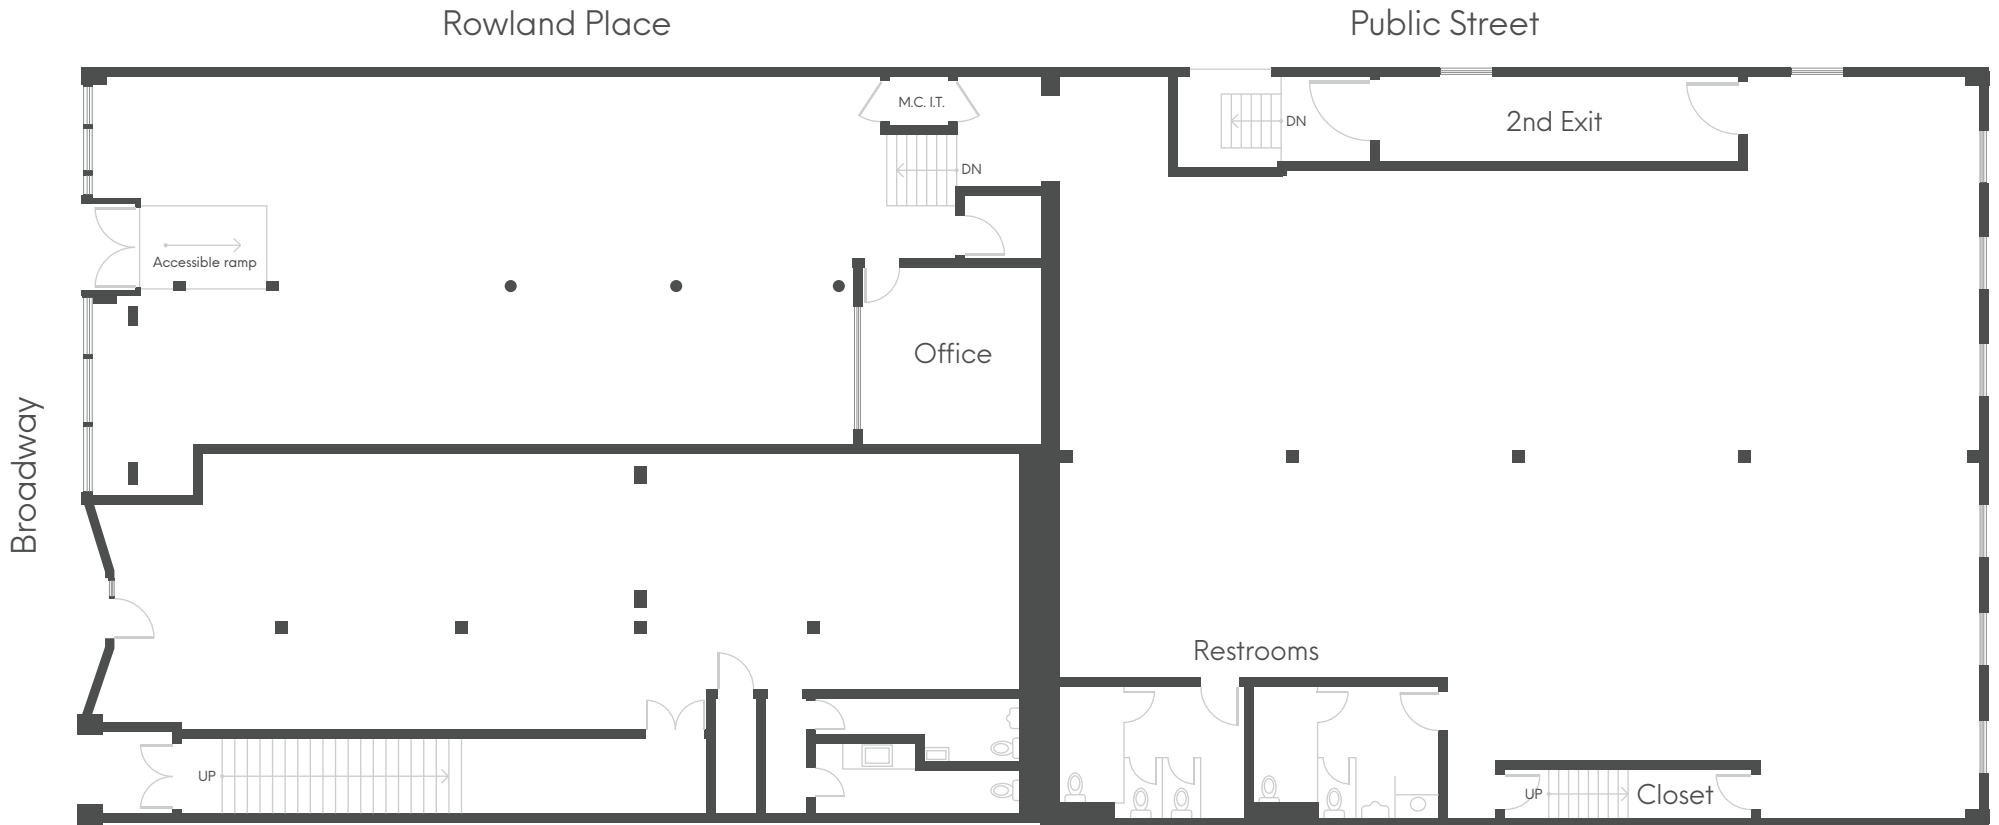 Rowland Place
Public Street
M.C. I.T.
DN
DN
2nd Exit
Accessible ramp
Office
Broadway
Restrooms
UP
UP
Closet